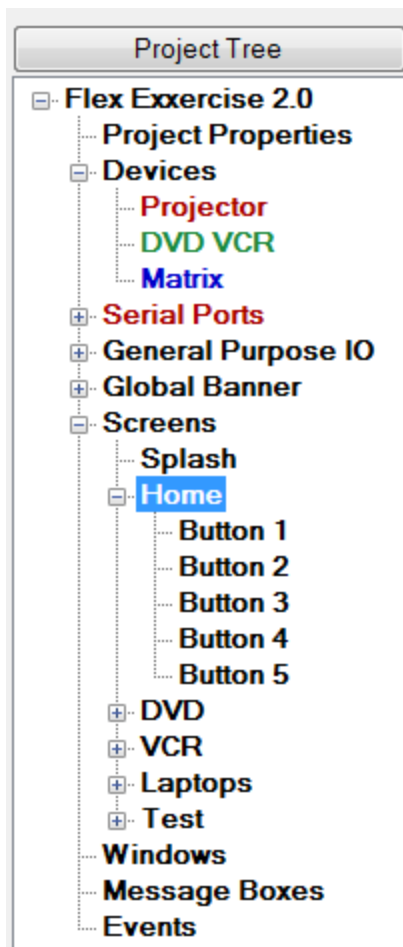 Project Tree
Flex Exxercise 2.0
Project Properties
Devices
Projector
DVD VCR
Matrix
Serial Ports
General Purpose IO
Global Banner
Screens
Splash
Home
Button 1
Button 2
Button 3
Button 4
Button 5
DVD
VCR
Laptops
Test
Windows
Message Boxes
Events